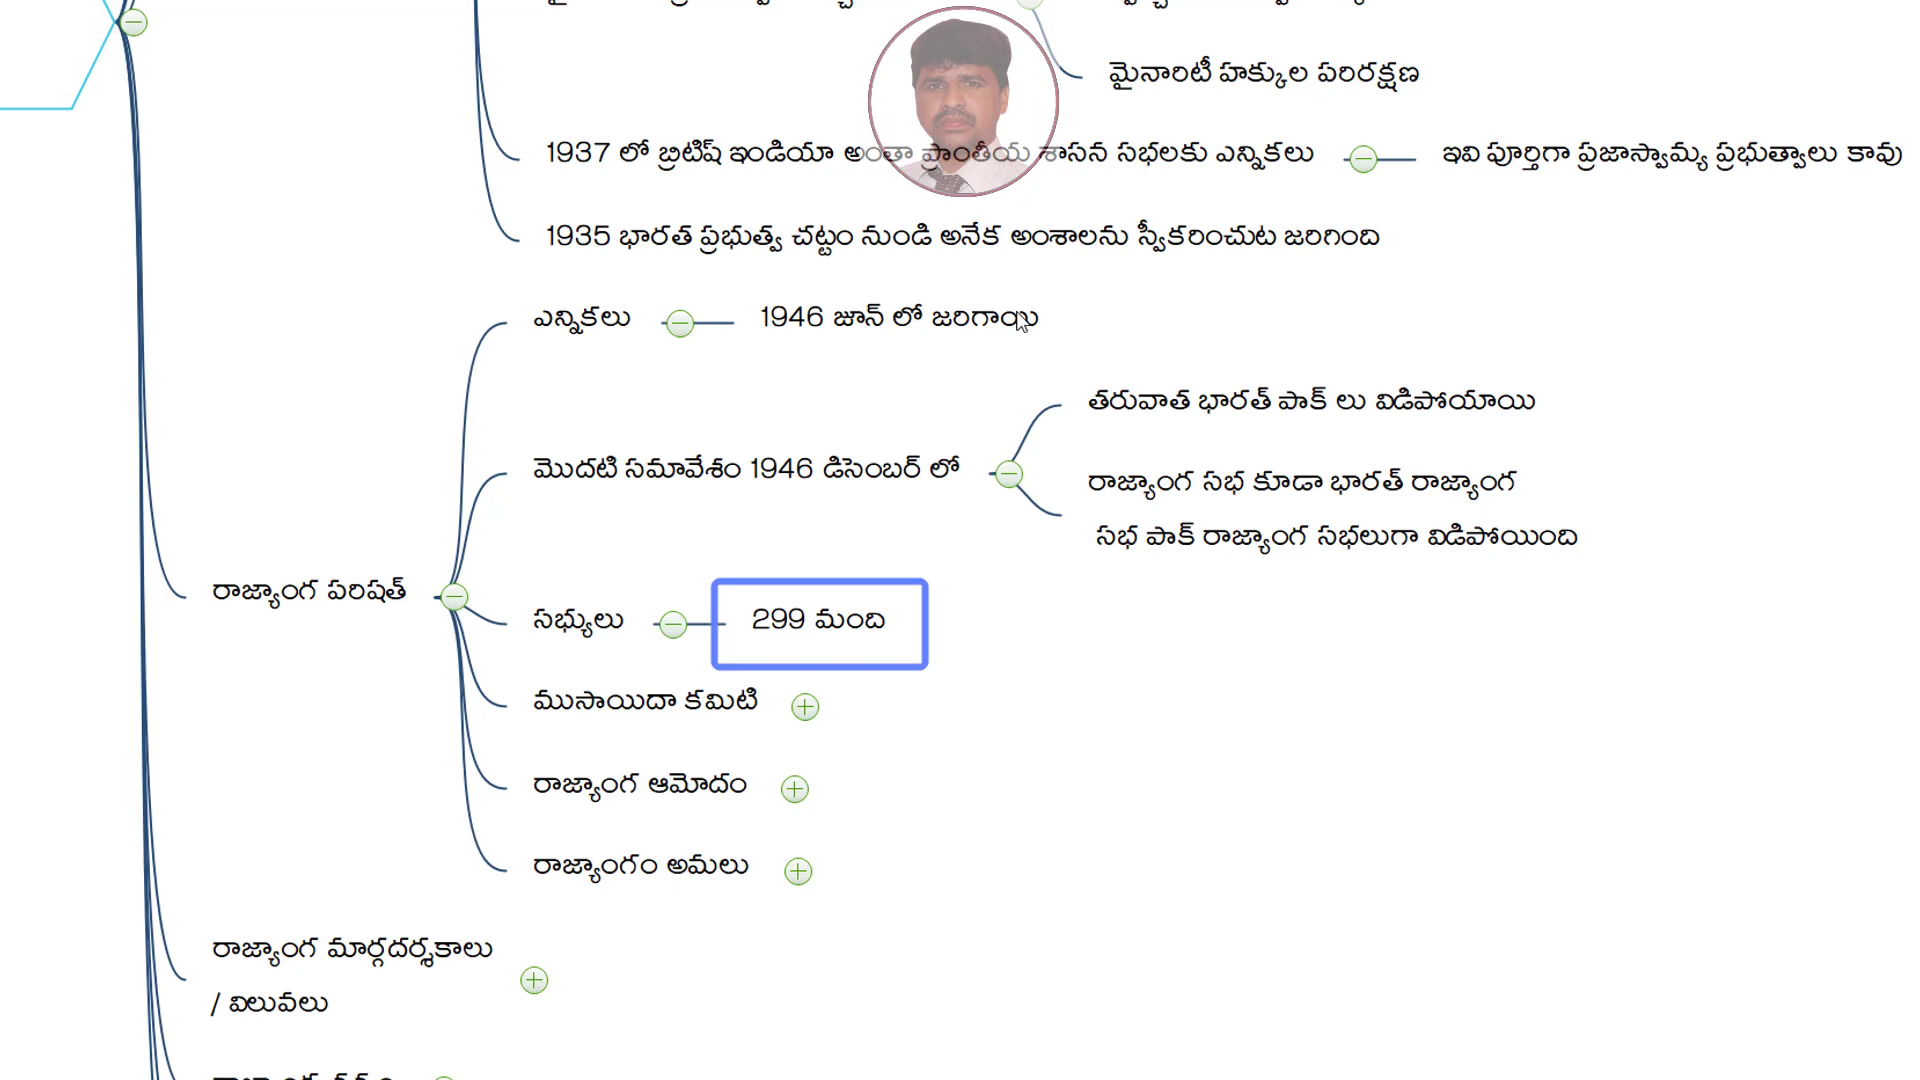 మైనారిటీ హక్కుల పరిరక్షణ
1937 లో బ్రిటిష్ ఇండియా అంతా ప్రాంతీయ శాసన సభలకు ఎన్నికలు
ఇవి పూర్తిగా ప్రజాస్వామ్య ప్రభుత్వాలు కావు
1935 భారత ప్రభుత్వ చట్టం నుండి అనేక అంశాలను స్వీకరించుట జరిగింది
ఎన్నికలు
1946 జూన్ లో జరిగాయి
తరువాత భారత్ పాక్ లు విడిపోయాయి
మొదటి సమావేశం 1946 డిసెంబర్ లో
రాజ్యాంగ సభ కూడా భారత్ రాజ్యాంగ
సభ పాక్ రాజ్యాంగ సభలుగా విడిపోయింది
రాజ్యాంగ పరిషత్
సభ్యులు
299 మంది
ముసాయిదా కమిటి
రాజ్యాంగ ఆమోదం
రాజ్యాంగం అమలు
రాజ్యాంగ మార్గదర్శకాలు
/ విలువలు